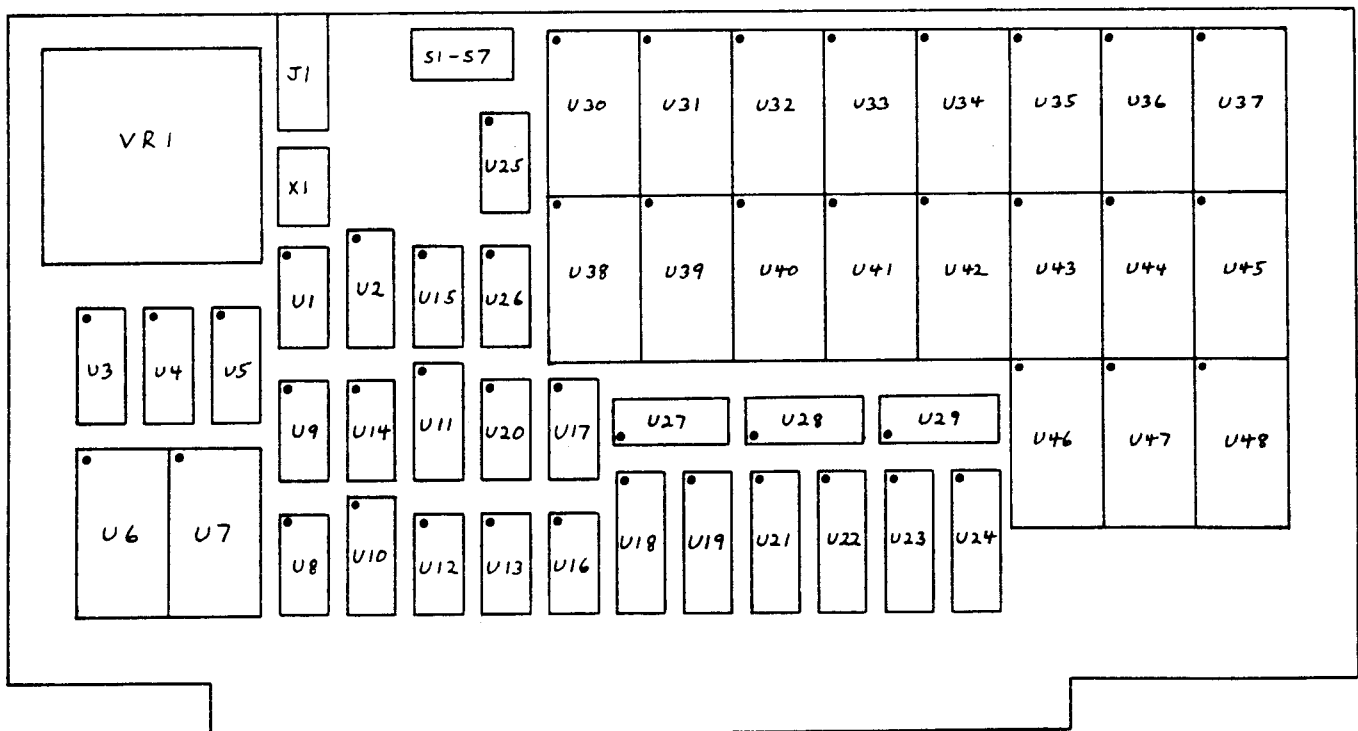 J1
S1-S7
VR1
U30 U31 U32 U33 U34 U35 U36 U37
U25
X1
U1 U2 U15 U26
U38 U39 U40 U41 U42 U43 U44 U45
U3 U4 U5
U9 U14 U11 U20 U17
U27 U28 U29
U46 U47 U48
U6 U7
U8 U10 U12 U13 U16
U18 U19 U21 U22 U23 U24